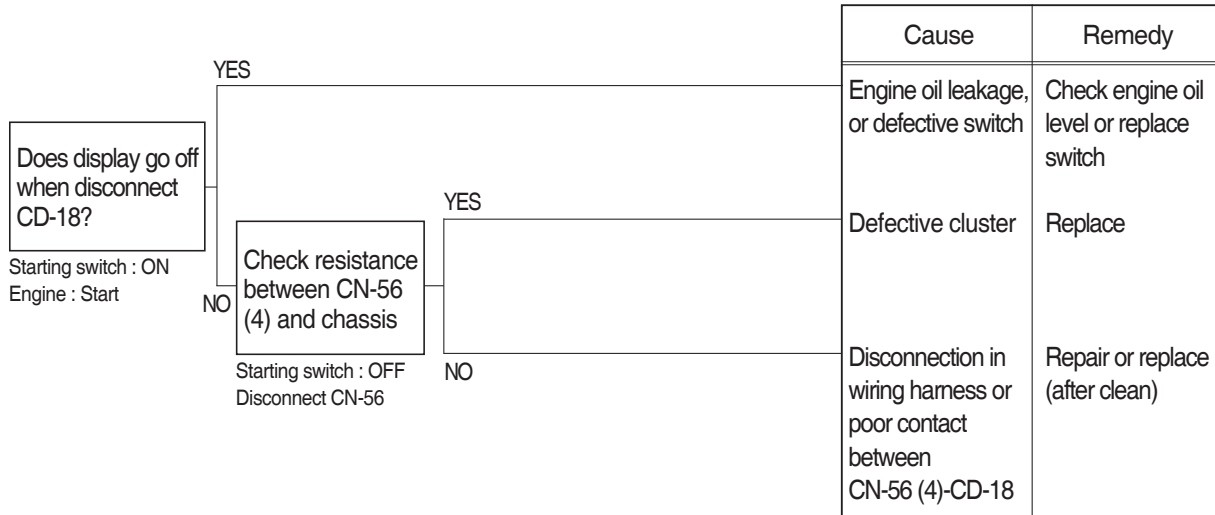 Cause
Remedy
YES
Engine oil leakage,
or defective switch
Check engine oil
level or replace
switch
Does display go off
when disconnect
CD-18?
Starting switch : ON
Engine : Start
NO
Check resistance
between CN-56
(4) and chassis
Starting switch : OFF
Disconnect CN-56
YES
Defective cluster
Replace
NO
Disconnection in
wiring harness or
poor contact
between
CN-56 (4)-CD-18
Repair or replace
(after clean)